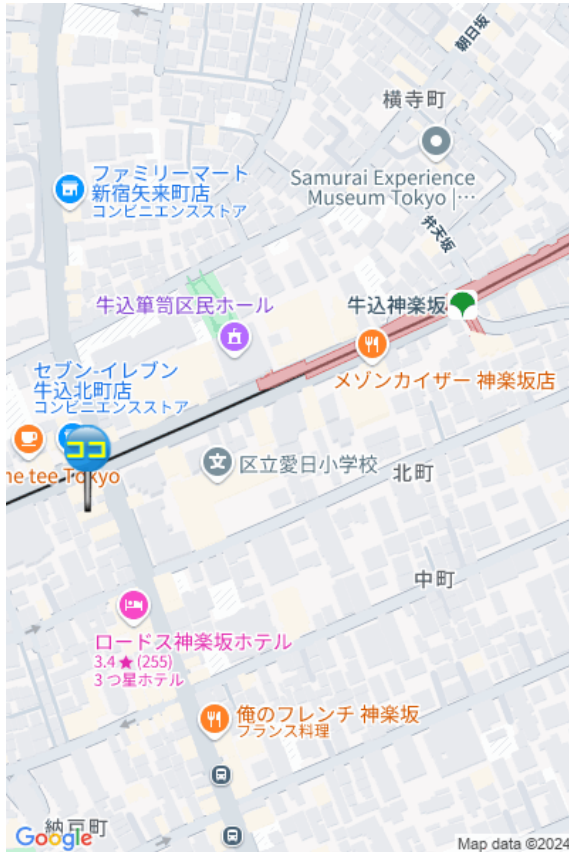 朝日坂
横寺町
Samurai Experience
Museum Tokyo |…
ファミリーマート
新宿矢来町店
コンビニエンスストア
弁天坂
牛込箪笥区民ホール
牛込神楽坂
メゾンカイザー 神楽坂店
セブン-イレブン
牛込北町店
コンビニエンスストア
ココ
tee Tokyo
文
区立愛日小学校
北町
中町
ロードス神楽坂ホテル
3.4★(255)
3 つ星ホテル
俺のフレンチ 神楽坂
フランス料理
納戸町
Google
Map data ©2024